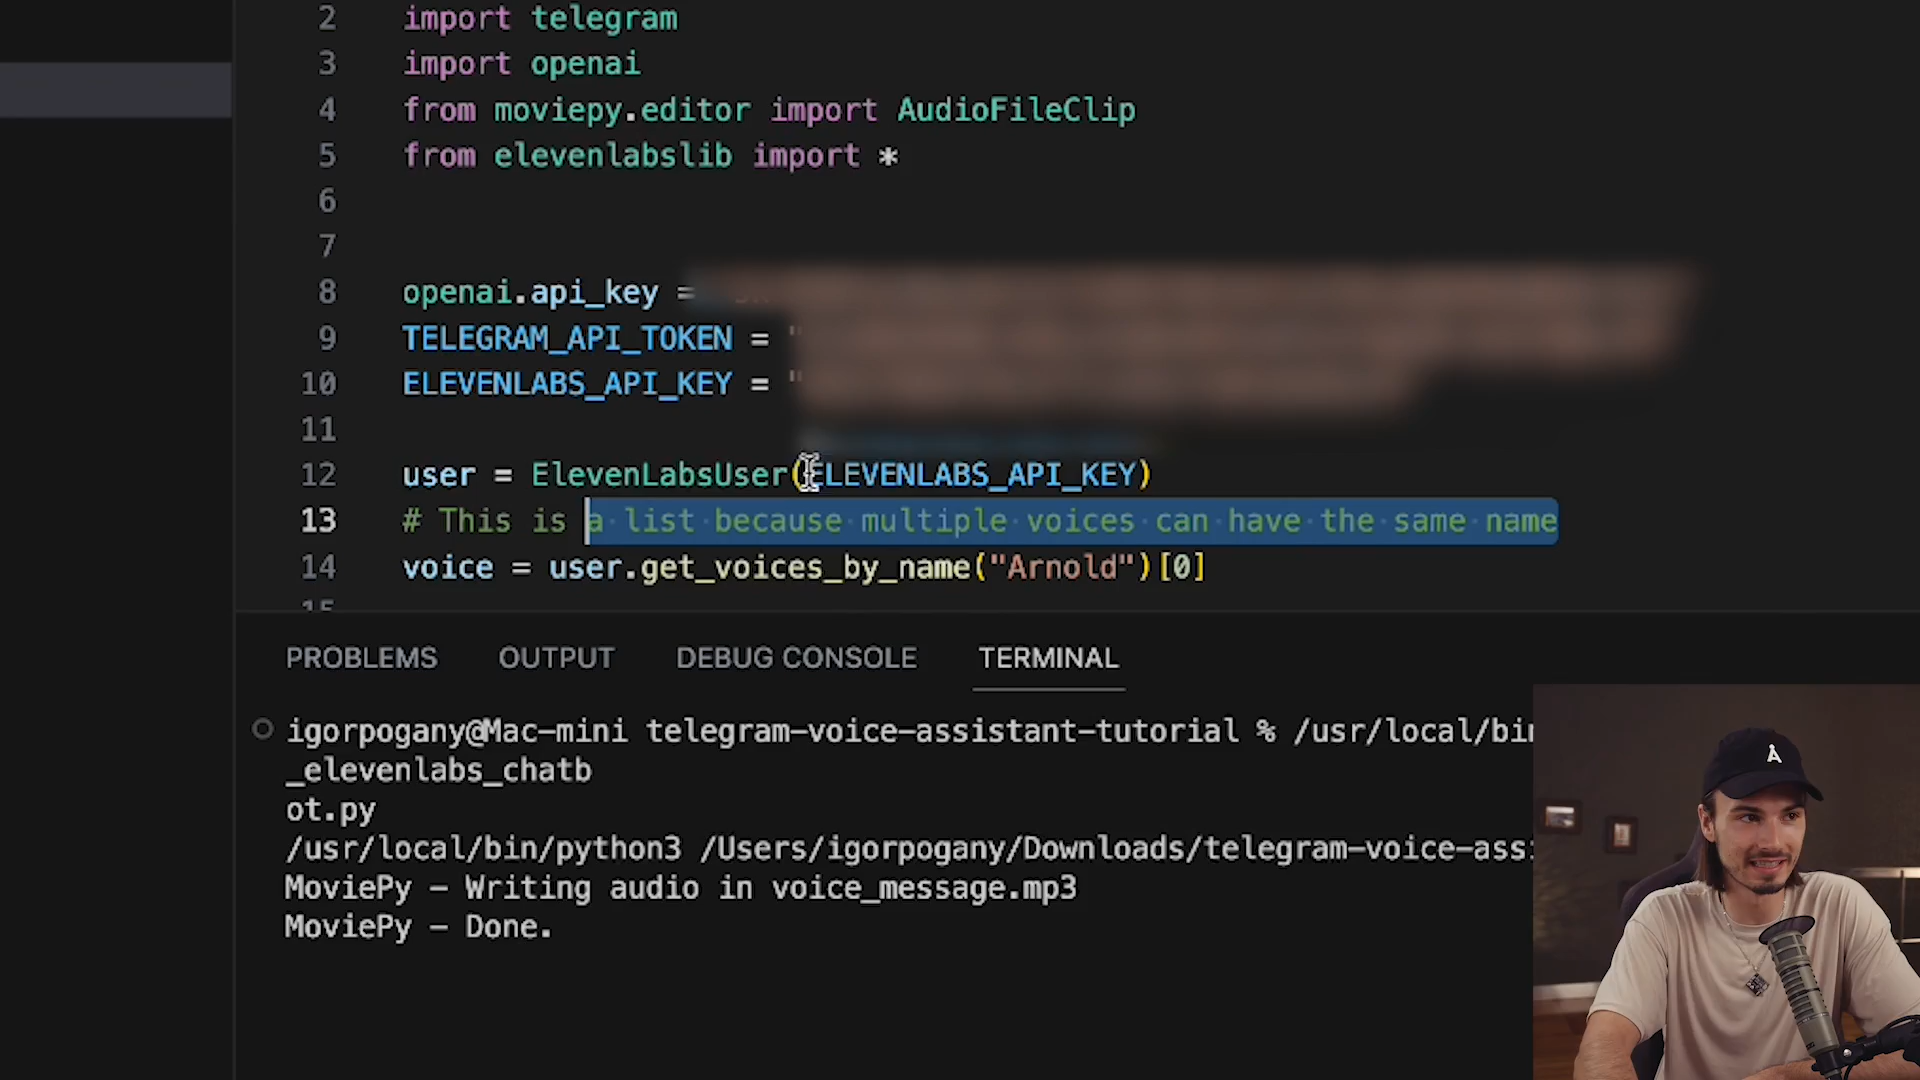 2 import telegram
3 import openai
4 from moviepy.editor import AudioFileClip
5 from elevenlabslib import *
6
7
8 openai.api_key =
9 TELEGRAM_API_TOKEN = "
10 ELEVENLABS_API_KEY = "
11
12 user = ElevenLabsUser(ELEVENLABS_API_KEY)
13 # This is a list because multiple voices can have the same name
14 voice = user.get_voices_by_name("Arnold")[0]
15
PROBLEMS OUTPUT DEBUG CONSOLE TERMINAL
igorpogany@Mac-mini telegram-voice-assistant-tutorial % /usr/local/bin
_elevenlabs_chatb
ot.py
/usr/local/bin/python3 /Users/igorpogany/Downloads/telegram-voice-assi
MoviePy - Writing audio in voice_message.mp3
MoviePy - Done.